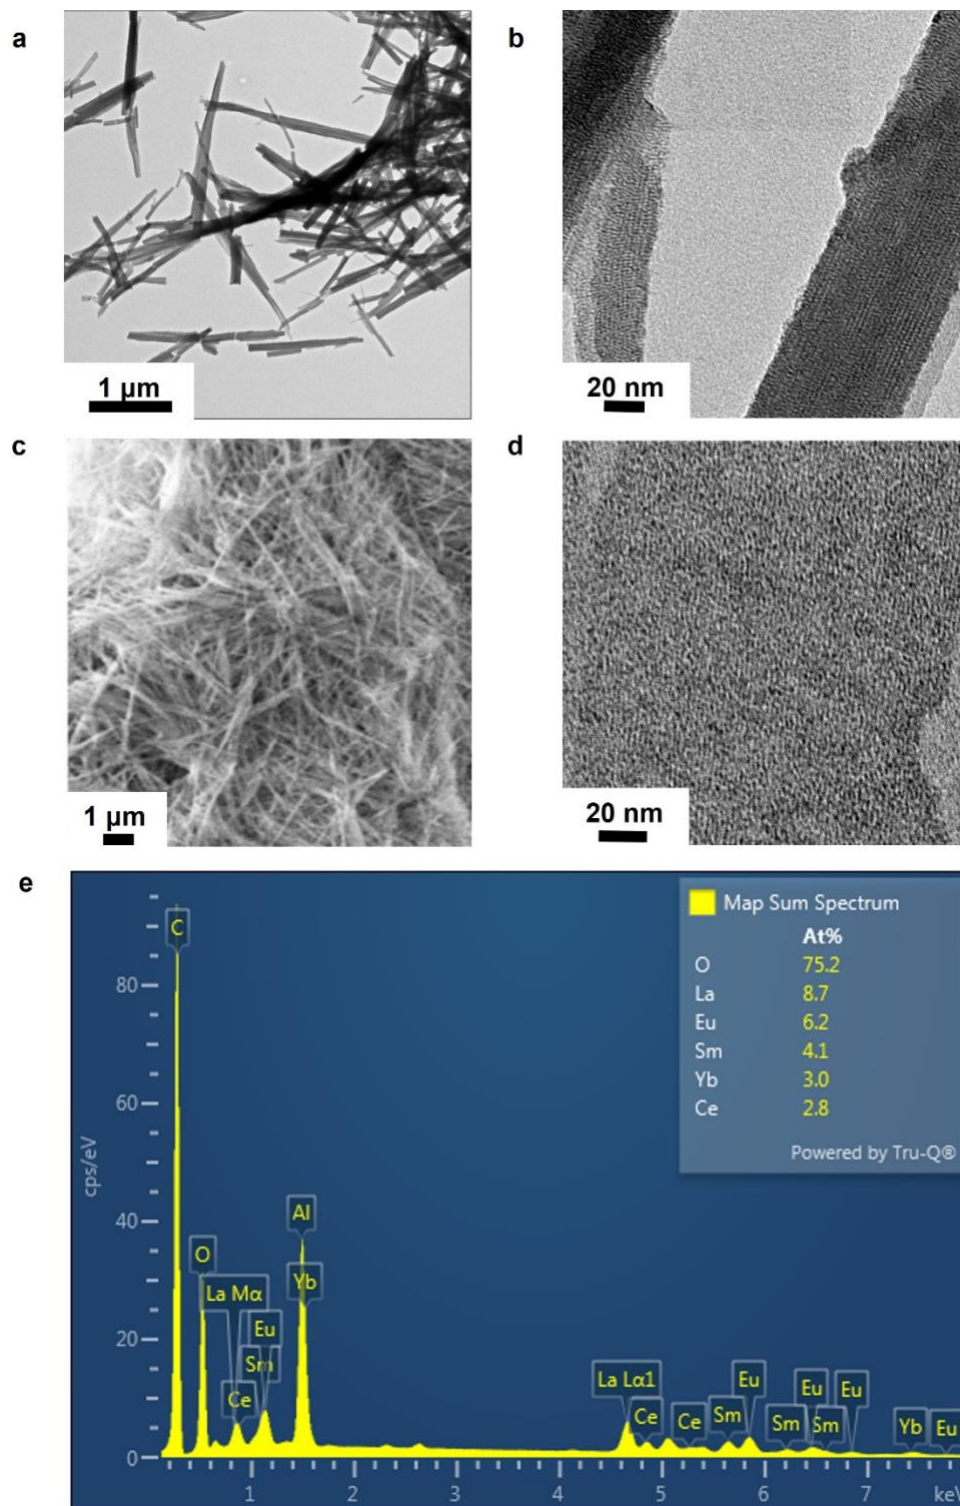 a
b
1 µm
20 nm
c
d
1 µm
20 nm
e
Map Sum Spectrum
At%
O 75.2
La 8.7
Eu 6.2
Sm 4.1
Yb 3.0
Ce 2.8
Powered by Tru-Q®
cps/eV
80
60
40
20
0
C
O
La Mα
Ce
Eu
Sm
Al
Yb
La Lα1
Ce
Ce
Sm
Eu
Sm
Eu
Sm
Eu
Yb
Eu
1 2 3 4 5 6 7 keV